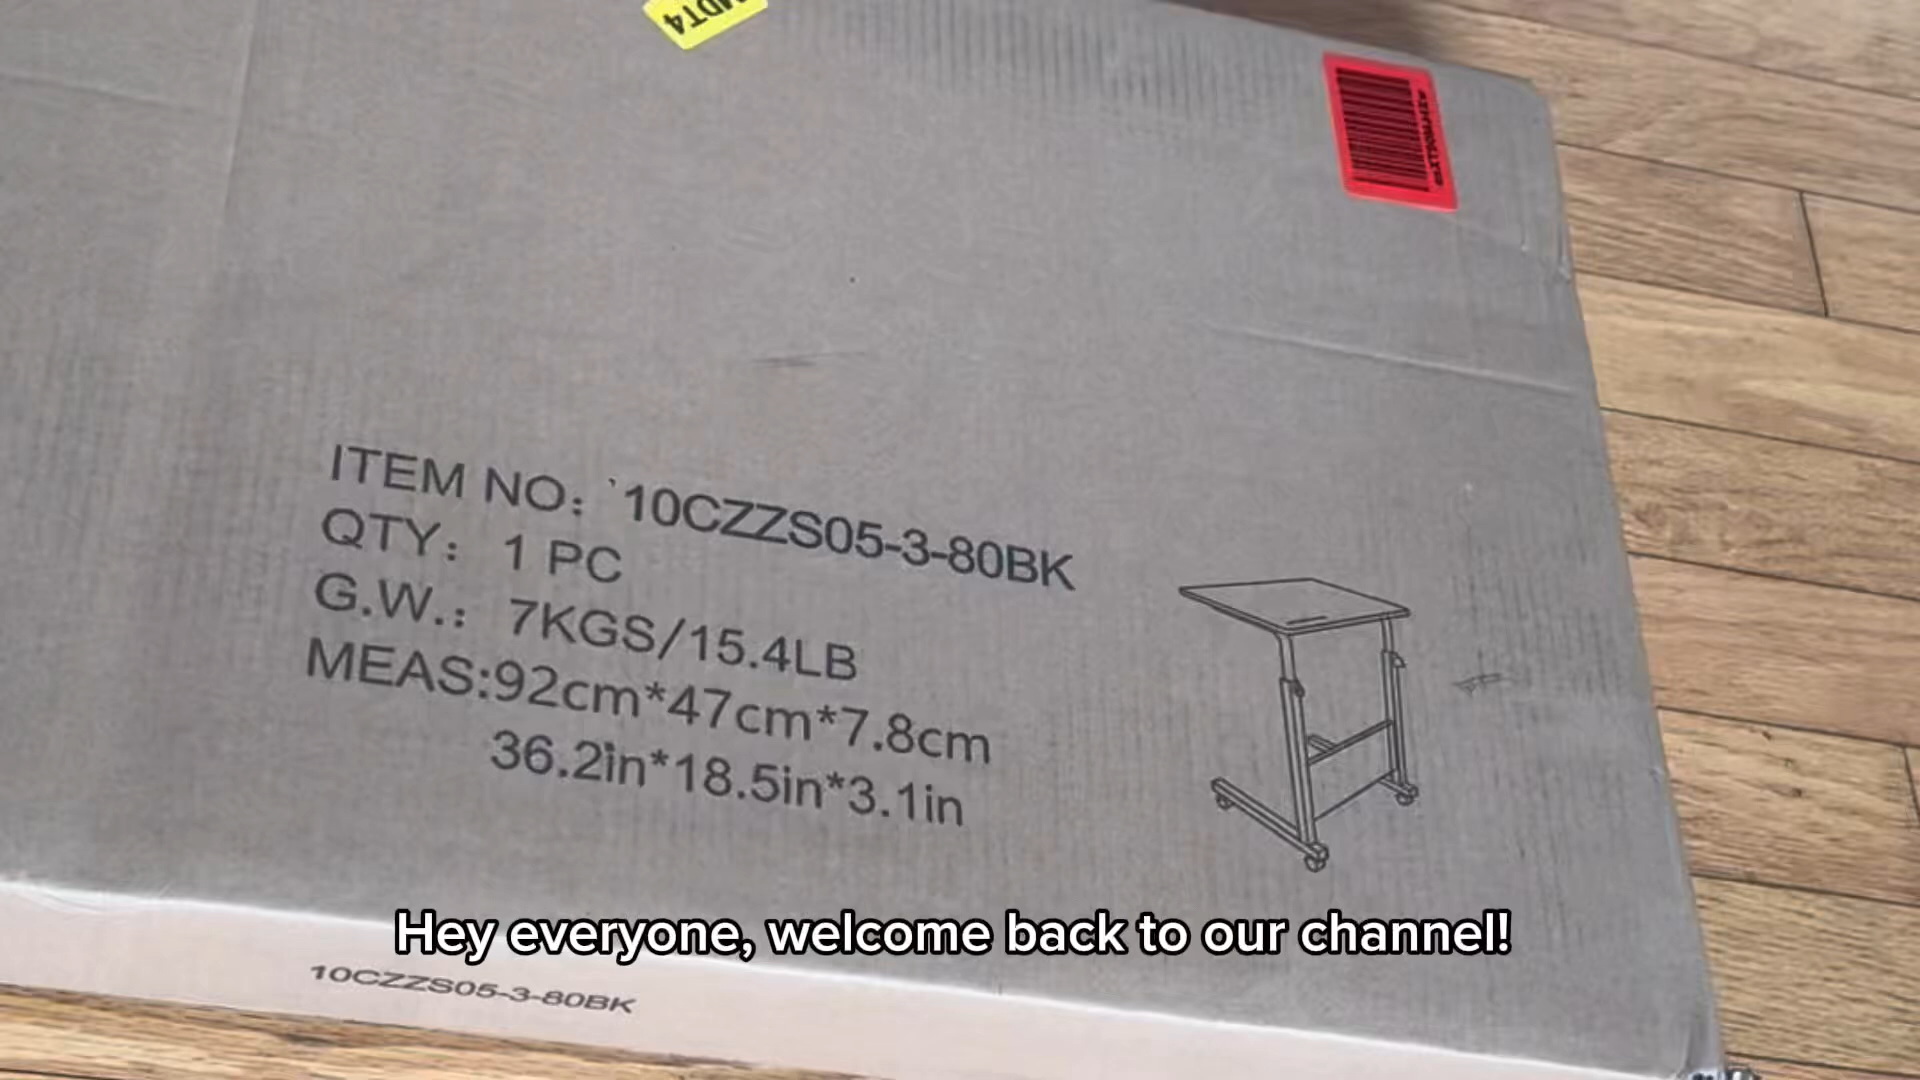 MDT4
ITEM NO: 10CZZS05-3-80BK
QTY: 1 PC
G.W.: 7KGS/15.4LB
MEAS:92cm*47cm*7.8cm
36.2in*18.5in*3.1in
Hey everyone, welcome back to our channel!
10CZZS05-3-80BK